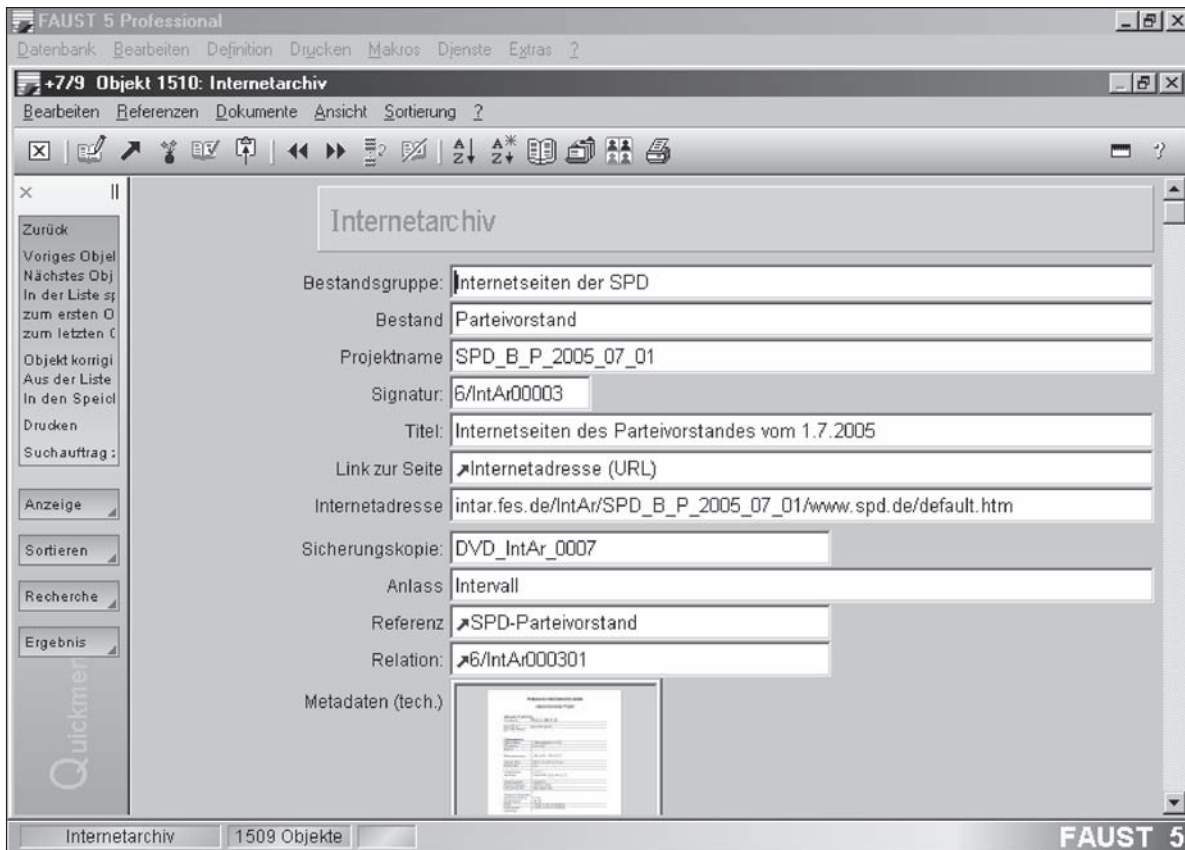 FAUST 5 Professional
Datenbank Bearbeiten Definition Drucken Makros Dienste Extras ?
+7/9 Objekt 1510: Internetarchiv
Bearbeiten Referenzen Dokumente Ansicht Sortierung ?
Zurück
Voriges Objel
Nächstes Obj
In der Liste sp
zum ersten O
zum letzten O
Objekt korrigi
Aus der Liste
In den Speicl
Drucken
Suchauftrag :
Anzeige
Sortieren
Recherche
Ergebnis
Quickmen
Internetarchiv
Bestandsgruppe: Internetseiten der SPD
Bestand Parteivorstand
Projektname SPD_B_P_2005_07_01
Signatur: 6/IntAr00003
Titel: Internetseiten des Parteivorstandes vom 1.7.2005
Link zur Seite Internetadresse (URL)
Internetadresse intar.fes.de/IntAr/SPD_B_P_2005_07_01/www.spd.de/default.htm
Sicherungskopie: DVD_IntAr_0007
Anlass Intervall
Referenz SPD-Parteivorstand
Relation: 6/IntAr000301
Metadaten (tech.)
Internetarchiv 1509 Objekte FAUST 5